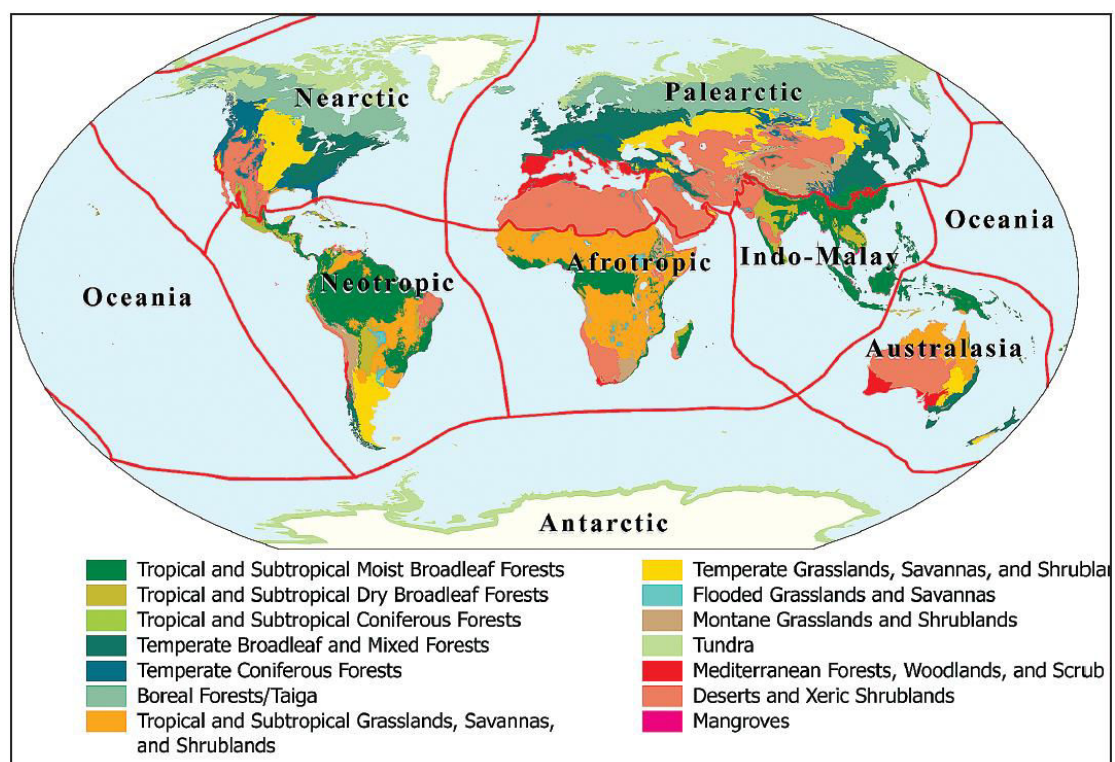 Nearctic
Palearctic
Oceania
Neotropic
Afrotropic
Indo-Malay
Oceania
Australasia
Antarctic
Tropical and Subtropical Moist Broadleaf Forests
Tropical and Subtropical Dry Broadleaf Forests
Tropical and Subtropical Coniferous Forests
Temperate Broadleaf and Mixed Forests
Temperate Coniferous Forests
Boreal Forests/Taiga
Tropical and Subtropical Grasslands, Savannas,
and Shrublands
Temperate Grasslands, Savannas, and Shrublan
Flooded Grasslands and Savannas
Montane Grasslands and Shrublands
Tundra
Mediterranean Forests, Woodlands, and Scrub
Deserts and Xeric Shrublands
Mangroves